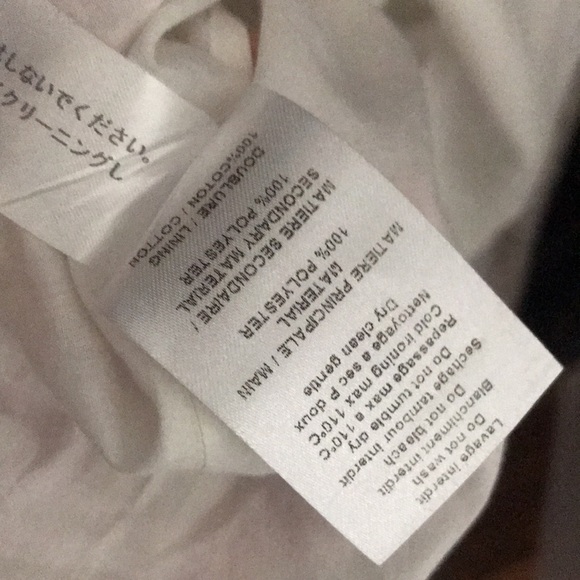 Lavage interdit
Do not wash
Blanchiment interdit
Do not bleach
Sechage tambour interdit
Do not tumble dry
Repassage max a 110°C
Cold ironing max 110°C
Nettoyage a sec P doux
Dry clean gentle
MATIERE PRINCIPALE / MAIN
MATERIAL
100% POLYESTER
MATIERE SECONDAIRE /
SECONDARY MATERIAL
100% POLYESTER
DOUBLURE / LINING
100%COTON / COTTON
しないでください。
クリーニングし